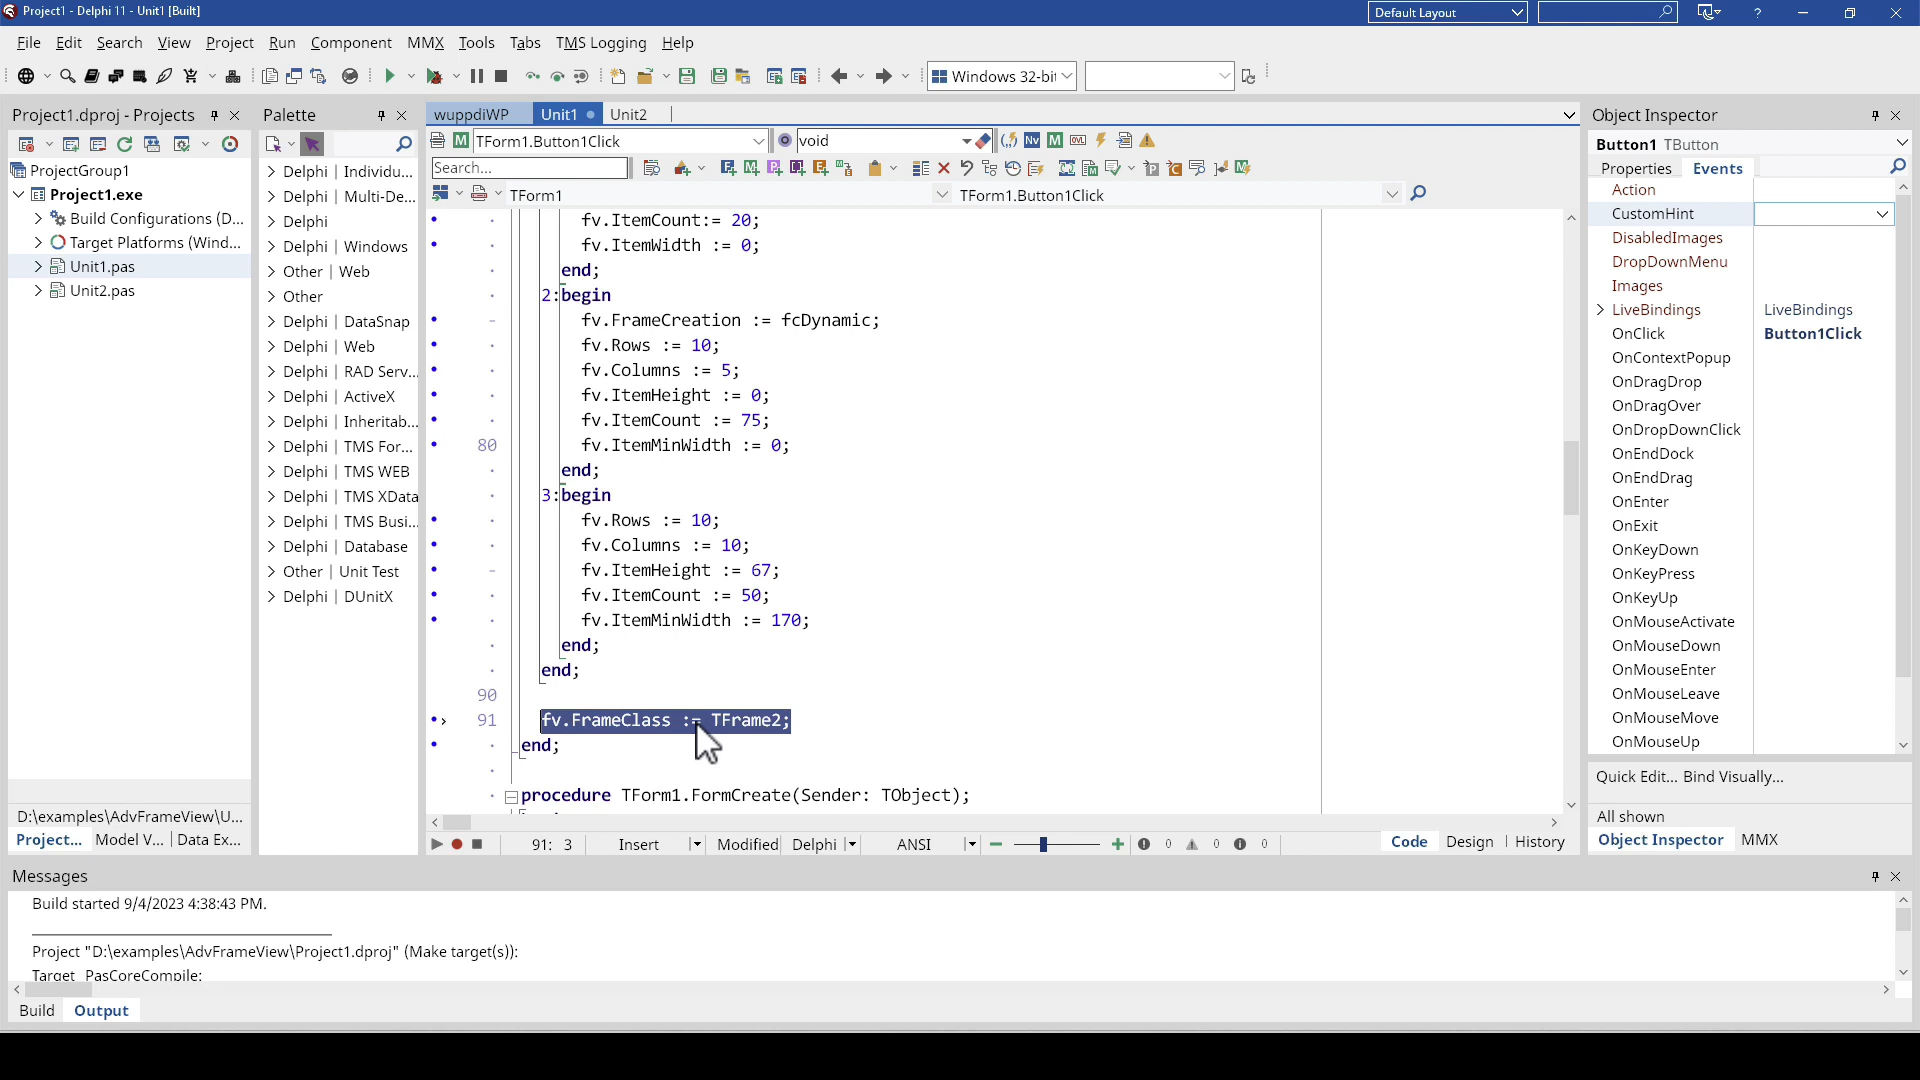 Project1 - Delphi 11 - Unit1 [Built]
Default Layout
File Edit Search View Project Run Component MMX Tools Tabs TMS Logging Help
Windows 32-bit
Project1.dproj - Projects
ProjectGroup1
Project1.exe
Build Configurations (D...
Target Platforms (Wind...
Unit1.pas
Unit2.pas
D:\examples\AdvFrameView\U...
Project... Model V... Data Ex...
Palette
Delphi | Individu...
Delphi | Multi-De...
Delphi
Delphi | Windows
Other | Web
Other
Delphi | DataSnap
Delphi | Web
Delphi | RAD Serv...
Delphi | ActiveX
Delphi | Inheritab...
Delphi | TMS For...
Delphi | TMS WEB
Delphi | TMS XData
Delphi | TMS Busi...
Delphi | Database
Other | Unit Test
Delphi | DUnitX
wuppdiWP Unit1 Unit2
TForm1.Button1Click void
Search...
TForm1 TForm1.Button1Click
fv.ItemCount:= 20;
fv.ItemWidth := 0;
end;
2:begin
fv.FrameCreation := fcDynamic;
fv.Rows := 10;
fv.Columns := 5;
fv.ItemHeight := 0;
fv.ItemCount := 75;
80 fv.ItemMinWidth := 0;
end;
3:begin
fv.Rows := 10;
fv.Columns := 10;
fv.ItemHeight := 67;
fv.ItemCount := 50;
fv.ItemMinWidth := 170;
end;
end;
90
91 fv.FrameClass := TFrame2;
end;
procedure TForm1.FormCreate(Sender: TObject);
91: 3 Insert Modified Delphi ANSI 0 0 0 Code Design History
Object Inspector
Button1 TButton
Properties Events
Action
CustomHint
DisabledImages
DropDownMenu
Images
LiveBindings LiveBindings
OnClick Button1Click
OnContextPopup
OnDragDrop
OnDragOver
OnDropDownClick
OnEndDock
OnEndDrag
OnEnter
OnExit
OnKeyDown
OnKeyPress
OnKeyUp
OnMouseActivate
OnMouseDown
OnMouseEnter
OnMouseLeave
OnMouseMove
OnMouseUp
Quick Edit... Bind Visually...
All shown
Object Inspector MMX
Messages
Build started 9/4/2023 4:38:43 PM.
Project "D:\examples\AdvFrameView\Project1.dproj" (Make target(s)):
Target PasCoreCompile:
Build Output